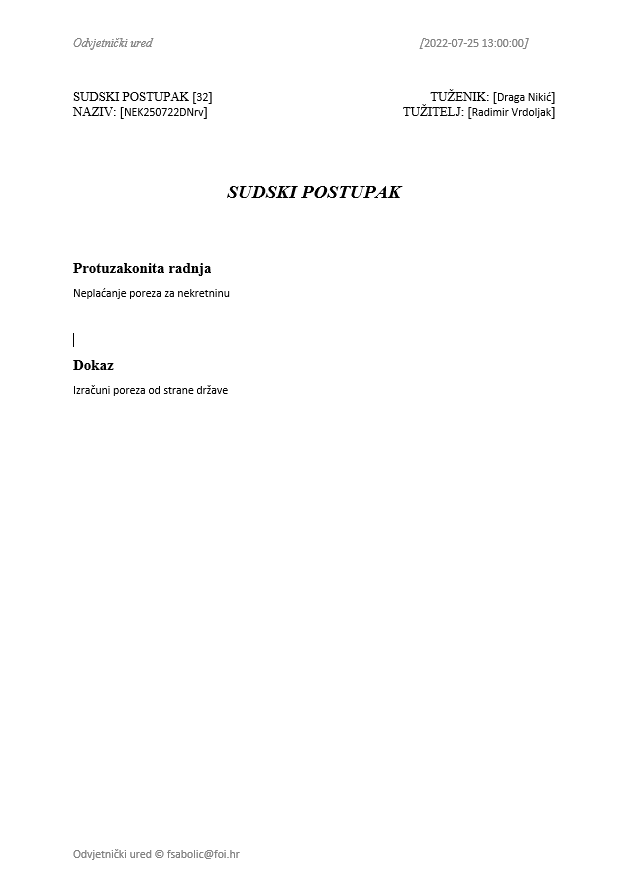 Odvjetnički ured [2022-07-25 13:00:00]
SUDSKI POSTUPAK [32] TUŽENIK: [Draga Nikić]
NAZIV: [NEK250722DNrv] TUŽITELJ: [Radimir Vrdoljak]
SUDSKI POSTUPAK
Protuzakonita radnja
Neplaćanje poreza za nekretninu
Dokaz
Izračuni poreza od strane države
Odvjetnički ured © fsabolic@foi.hr